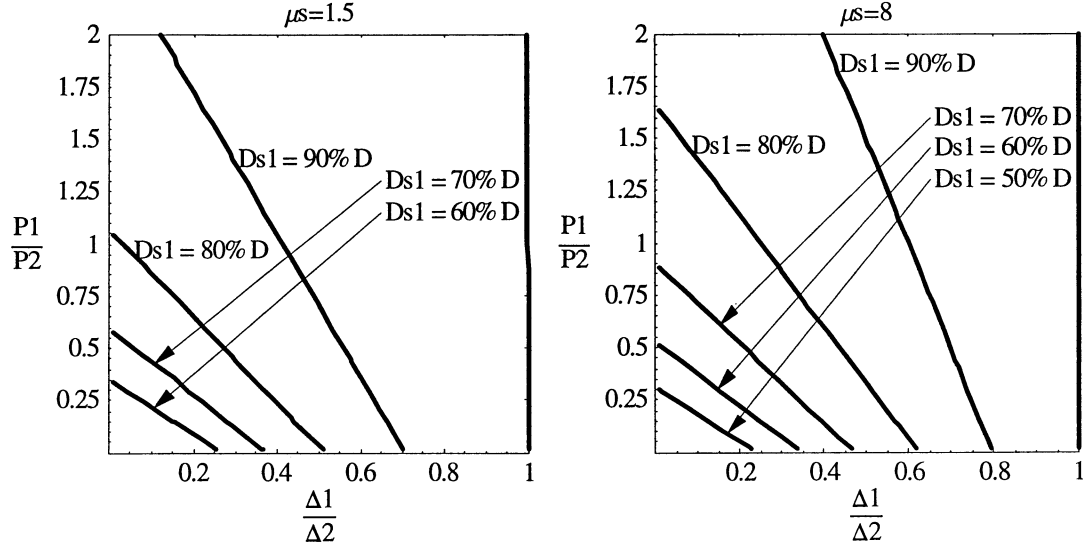 μs=1.5
2
1.75
1.5
1.25
1
0.75
0.5
0.25
P1
P2
Ds1 = 90% D
Ds1 = 70% D
Ds1 = 60% D
Ds1 = 80% D
0.2
0.4
0.6
0.8
1
Δ1
Δ2
μs=8
2
1.75
1.5
1.25
1
0.75
0.5
0.25
P1
P2
Ds1 = 90% D
Ds1 = 70% D
Ds1 = 80% D
Ds1 = 60% D
Ds1 = 50% D
0.2
0.4
0.6
0.8
1
Δ1
Δ2